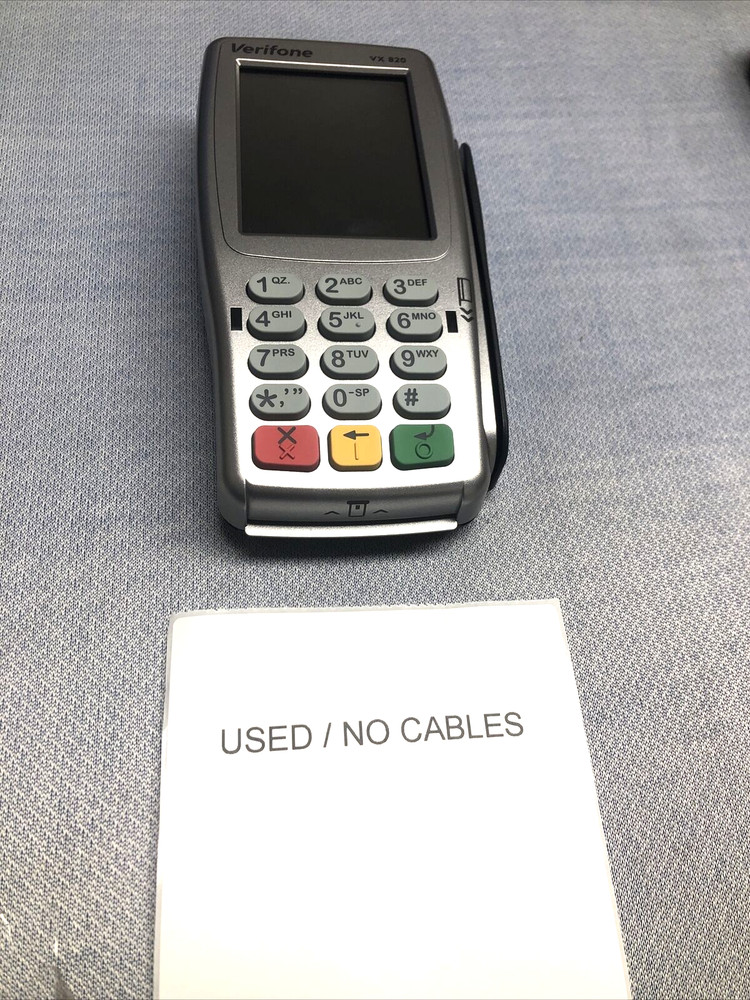 Verifone
VX 820
1 QZ. 2 ABC 3 DEF
4 GHI 5 JKL 6 MNO
7 PRS 8 TUV 9 WXY
*,'" 0 -SP #
USED / NO CABLES